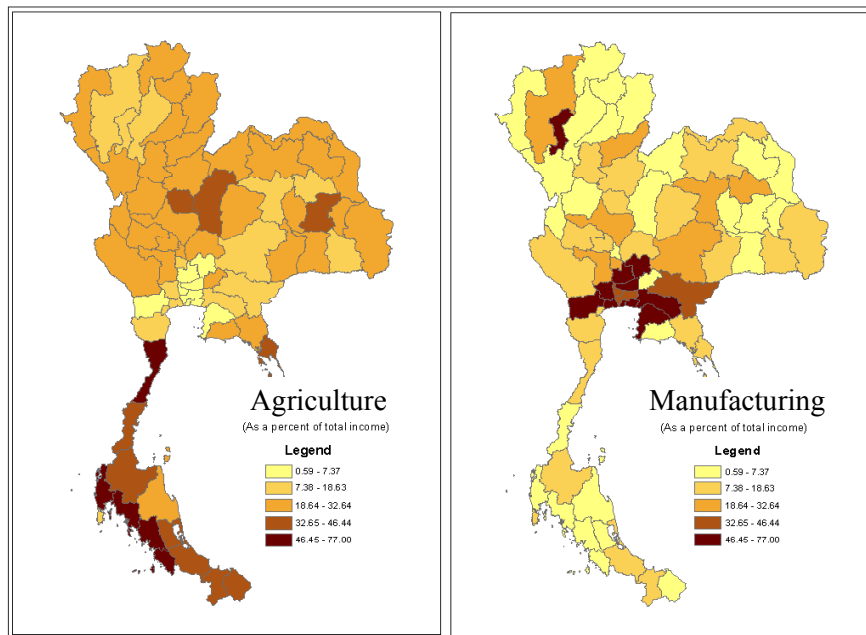 Agriculture
(As a percent of total income)
Legend
0.59 - 7.37
7.38 - 18.63
18.64 - 32.64
32.65 - 46.44
46.45 - 77.00
Manufacturing
(As a percent of total income)
Legend
0.59 - 7.37
7.38 - 18.63
18.64 - 32.64
32.65 - 46.44
46.45 - 77.00